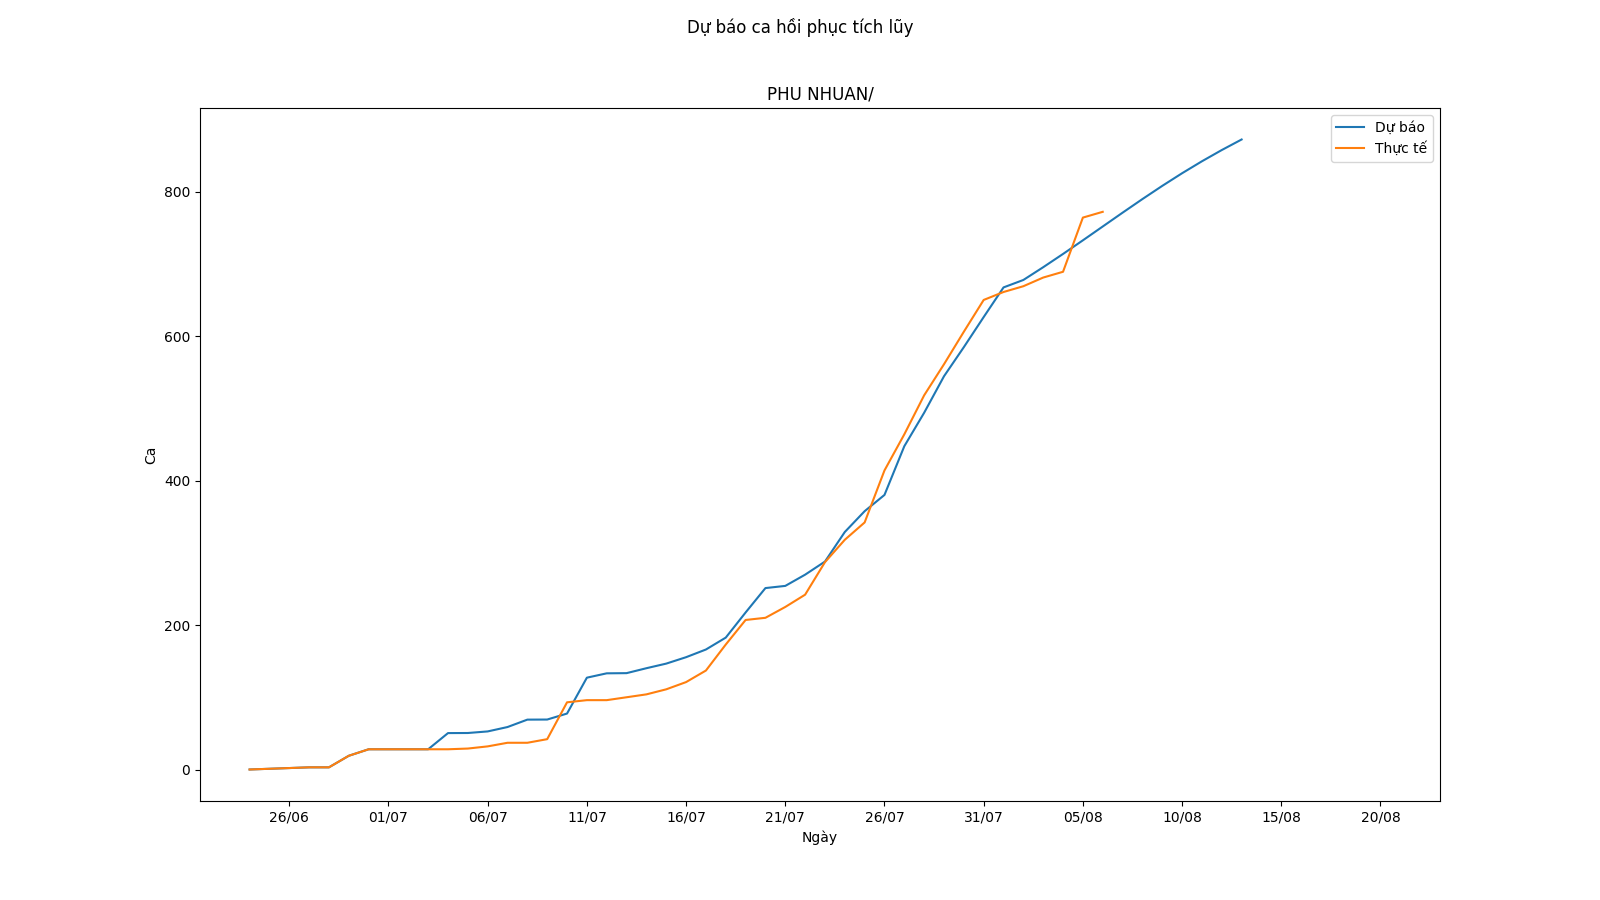 Dự báo ca hồi phục tích lũy
PHU NHUAN/
Dự báo
Thực tế
800
600
400
200
0
Ca
26/06 01/07 06/07 11/07 16/07 21/07 26/07 31/07 05/08 10/08 15/08 20/08
Ngày